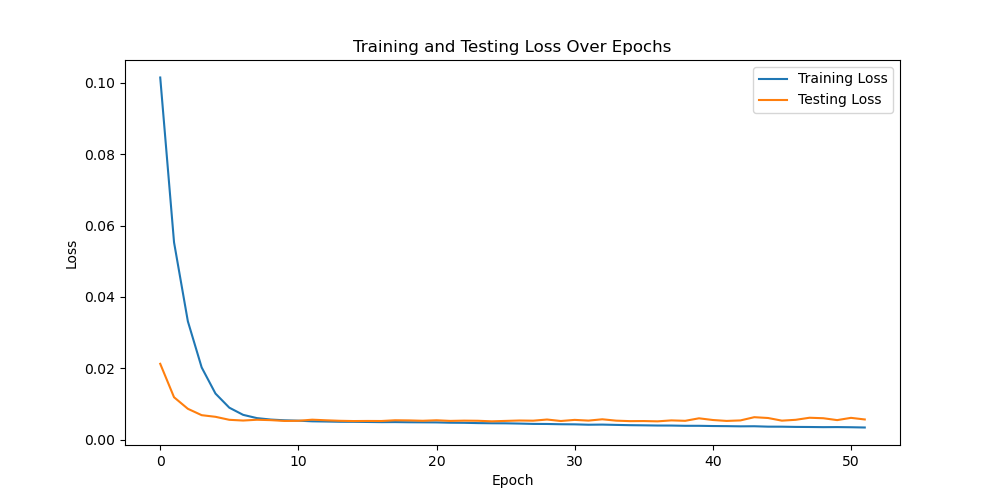 Training and Testing Loss Over Epochs
Training Loss
Testing Loss
0.10
0.08
0.06
0.04
0.02
0.00
Loss
0 10 20 30 40 50
Epoch